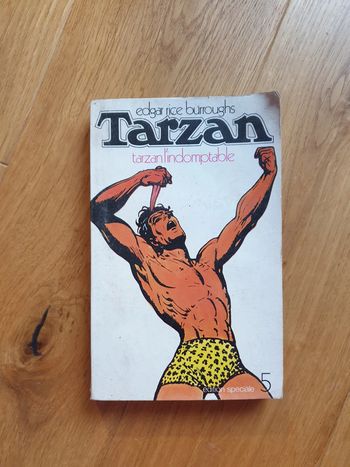 edgar rice burroughs
Tarzan
tarzan l'indomptable
édition spéciale 5